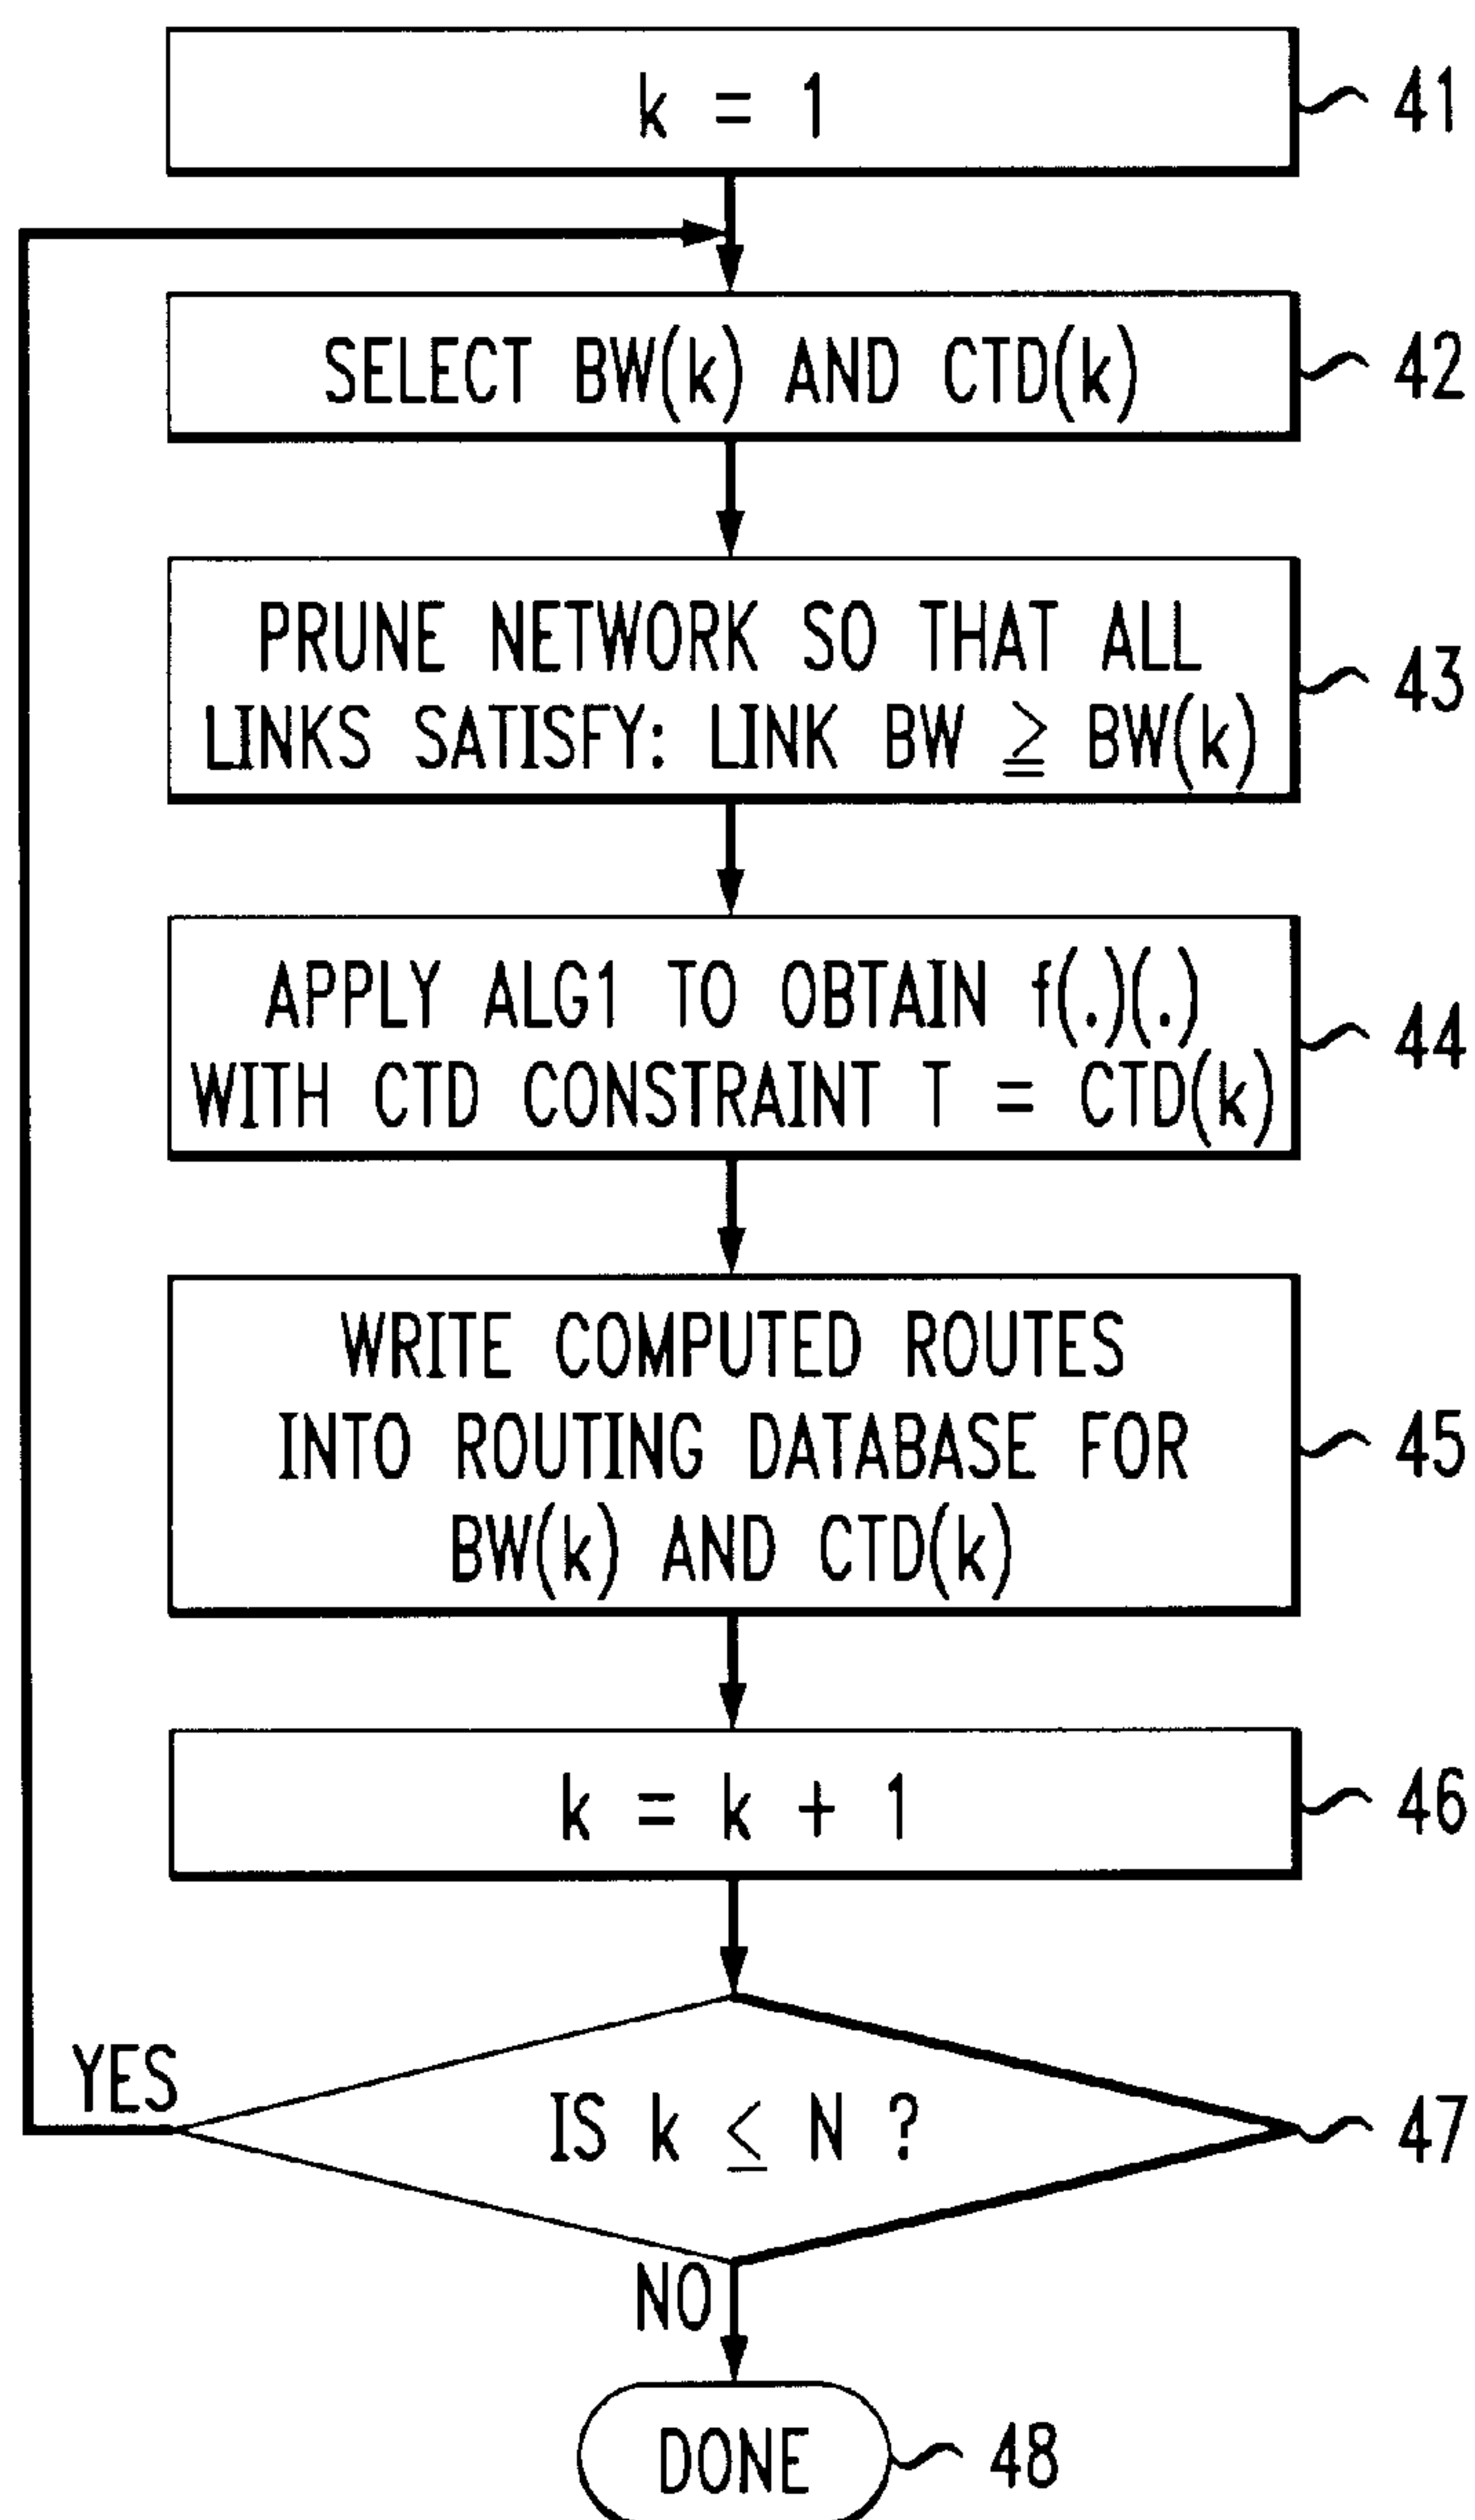 k = 1
41
SELECT BW(k) AND CTD(k)
42
PRUNE NETWORK SO THAT ALL
LINKS SATISFY: LINK BW ≧ BW(k)
43
APPLY ALG1 TO OBTAIN f(.)(.)
WITH CTD CONSTRAINT T = CTD(k)
44
WRITE COMPUTED ROUTES
INTO ROUTING DATABASE FOR
BW(k) AND CTD(k)
45
k = k + 1
46
YES
IS k ≤ N ?
47
NO
DONE
48